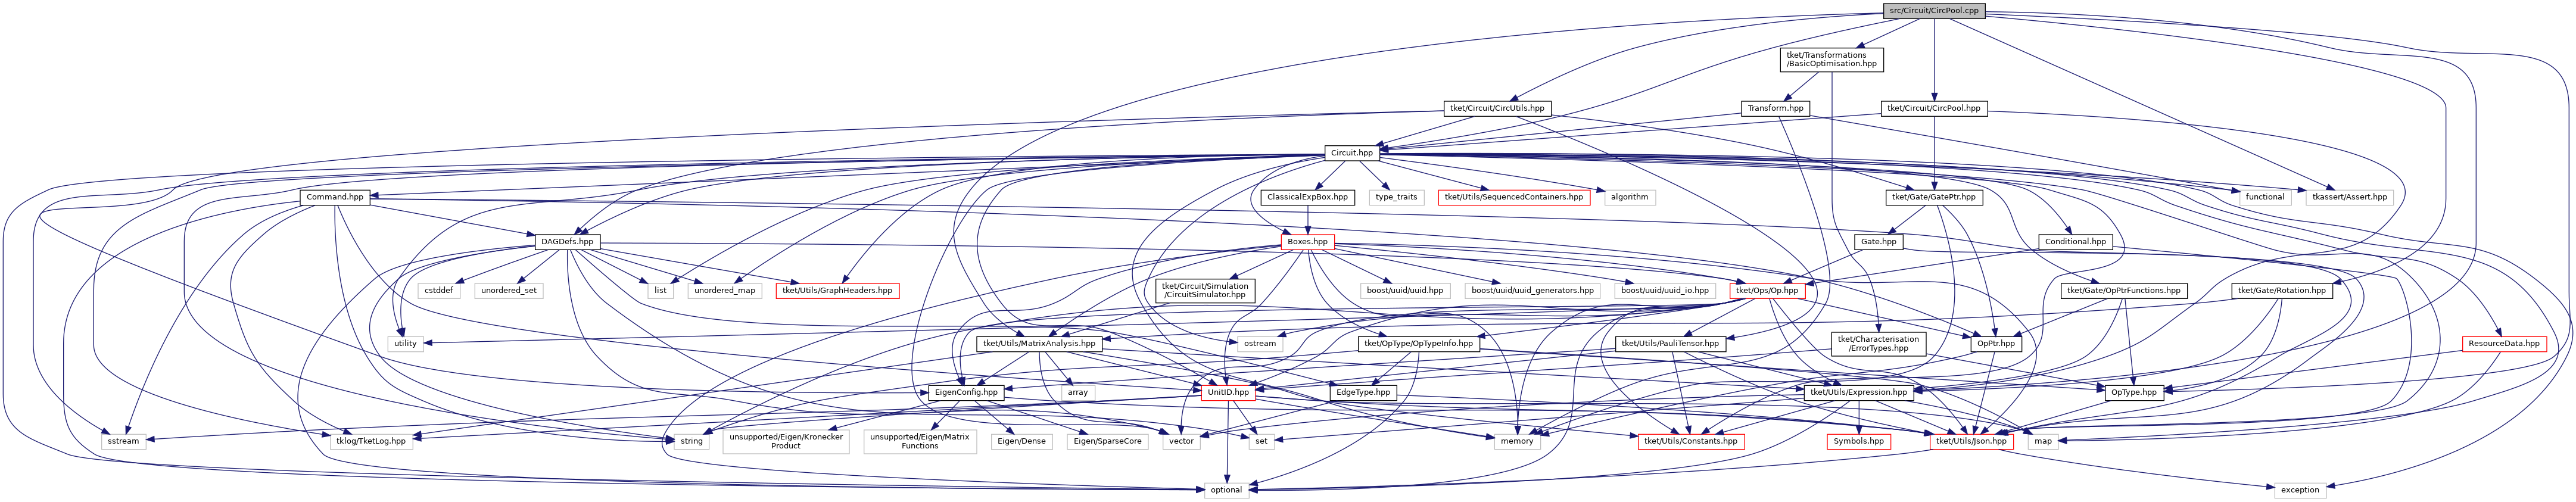 src/Circuit/CircPool.cpp
tket/Transformations
/BasicOptimisation.hpp
tket/Circuit/CircUtils.hpp
Transform.hpp
tket/Circuit/CircPool.hpp
Circuit.hpp
Command.hpp
ClassicalExpBox.hpp
type_traits
tket/Utils/SequencedContainers.hpp
algorithm
tket/Gate/GatePtr.hpp
functional
tkassert/Assert.hpp
DAGDefs.hpp
Boxes.hpp
Gate.hpp
Conditional.hpp
cstddef
unordered_set
list
unordered_map
tket/Utils/GraphHeaders.hpp
tket/Circuit/Simulation
/CircuitSimulator.hpp
boost/uuid/uuid.hpp
boost/uuid/uuid_generators.hpp
boost/uuid/uuid_io.hpp
tket/Ops/Op.hpp
tket/Gate/OpPtrFunctions.hpp
tket/Gate/Rotation.hpp
utility
tket/Utils/MatrixAnalysis.hpp
ostream
tket/OpType/OpTypeInfo.hpp
tket/Utils/PauliTensor.hpp
tket/Characterisation
/ErrorTypes.hpp
OpPtr.hpp
ResourceData.hpp
EigenConfig.hpp
array
UnitID.hpp
EdgeType.hpp
tket/Utils/Expression.hpp
OpType.hpp
sstream
tklog/TketLog.hpp
string
unsupported/Eigen/Kronecker
Product
unsupported/Eigen/Matrix
Functions
Eigen/Dense
Eigen/SparseCore
vector
set
memory
tket/Utils/Constants.hpp
Symbols.hpp
tket/Utils/Json.hpp
map
optional
exception